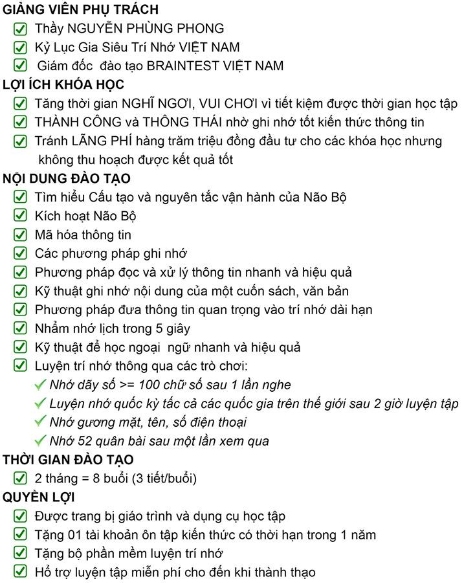 GIẢNG VIÊN PHỤ TRÁCH
Thầy NGUYỄN PHÙNG PHONG
Kỷ Lục Gia Siêu Trí Nhớ VIỆT NAM
Giám đốc đào tạo BRAINTEST VIỆT NAM
LỢI ÍCH KHÓA HỌC
Tăng thời gian NGHĨ NGƠI, VUI CHƠI vì tiết kiệm được thời gian học tập
THÀNH CÔNG và THÔNG THÁI nhờ ghi nhớ tốt kiến thức thông tin
Tránh LÃNG PHÍ hàng trăm triệu đồng đầu tư cho các khóa học nhưng
không thu hoạch được kết quả tốt
NỘI DUNG ĐÀO TẠO
Tìm hiểu Cấu tạo và nguyên tắc vận hành của Não Bộ
Kích hoạt Não Bộ
Mã hóa thông tin
Các phương pháp ghi nhớ
Phương pháp đọc và xử lý thông tin nhanh và hiệu quả
Kỹ thuật ghi nhớ nội dung của một cuốn sách, văn bản
Phương pháp đưa thông tin quan trọng vào trí nhớ dài hạn
Nhẩm nhớ lịch trong 5 giây
Kỹ thuật để học ngoại ngữ nhanh và hiệu quả
Luyện trí nhớ thông qua các trò chơi:
Nhớ dãy số >= 100 chữ số sau 1 lần nghe
Luyện nhớ quốc kỳ tấc cả các quốc gia trên thế giới sau 2 giờ luyện tập
Nhớ gương mặt, tên, số điện thoại
Nhớ 52 quân bài sau một lần xem qua
THỜI GIAN ĐÀO TẠO
2 tháng = 8 buổi (3 tiết/buổi)
QUYỀN LỢI
Được trang bị giáo trình và dụng cụ học tập
Tặng 01 tài khoản ôn tập kiến thức có thời hạn trong 1 năm
Tặng bộ phần mềm luyện trí nhớ
Hổ trợ luyện tập miễn phí cho đến khi thành thạo